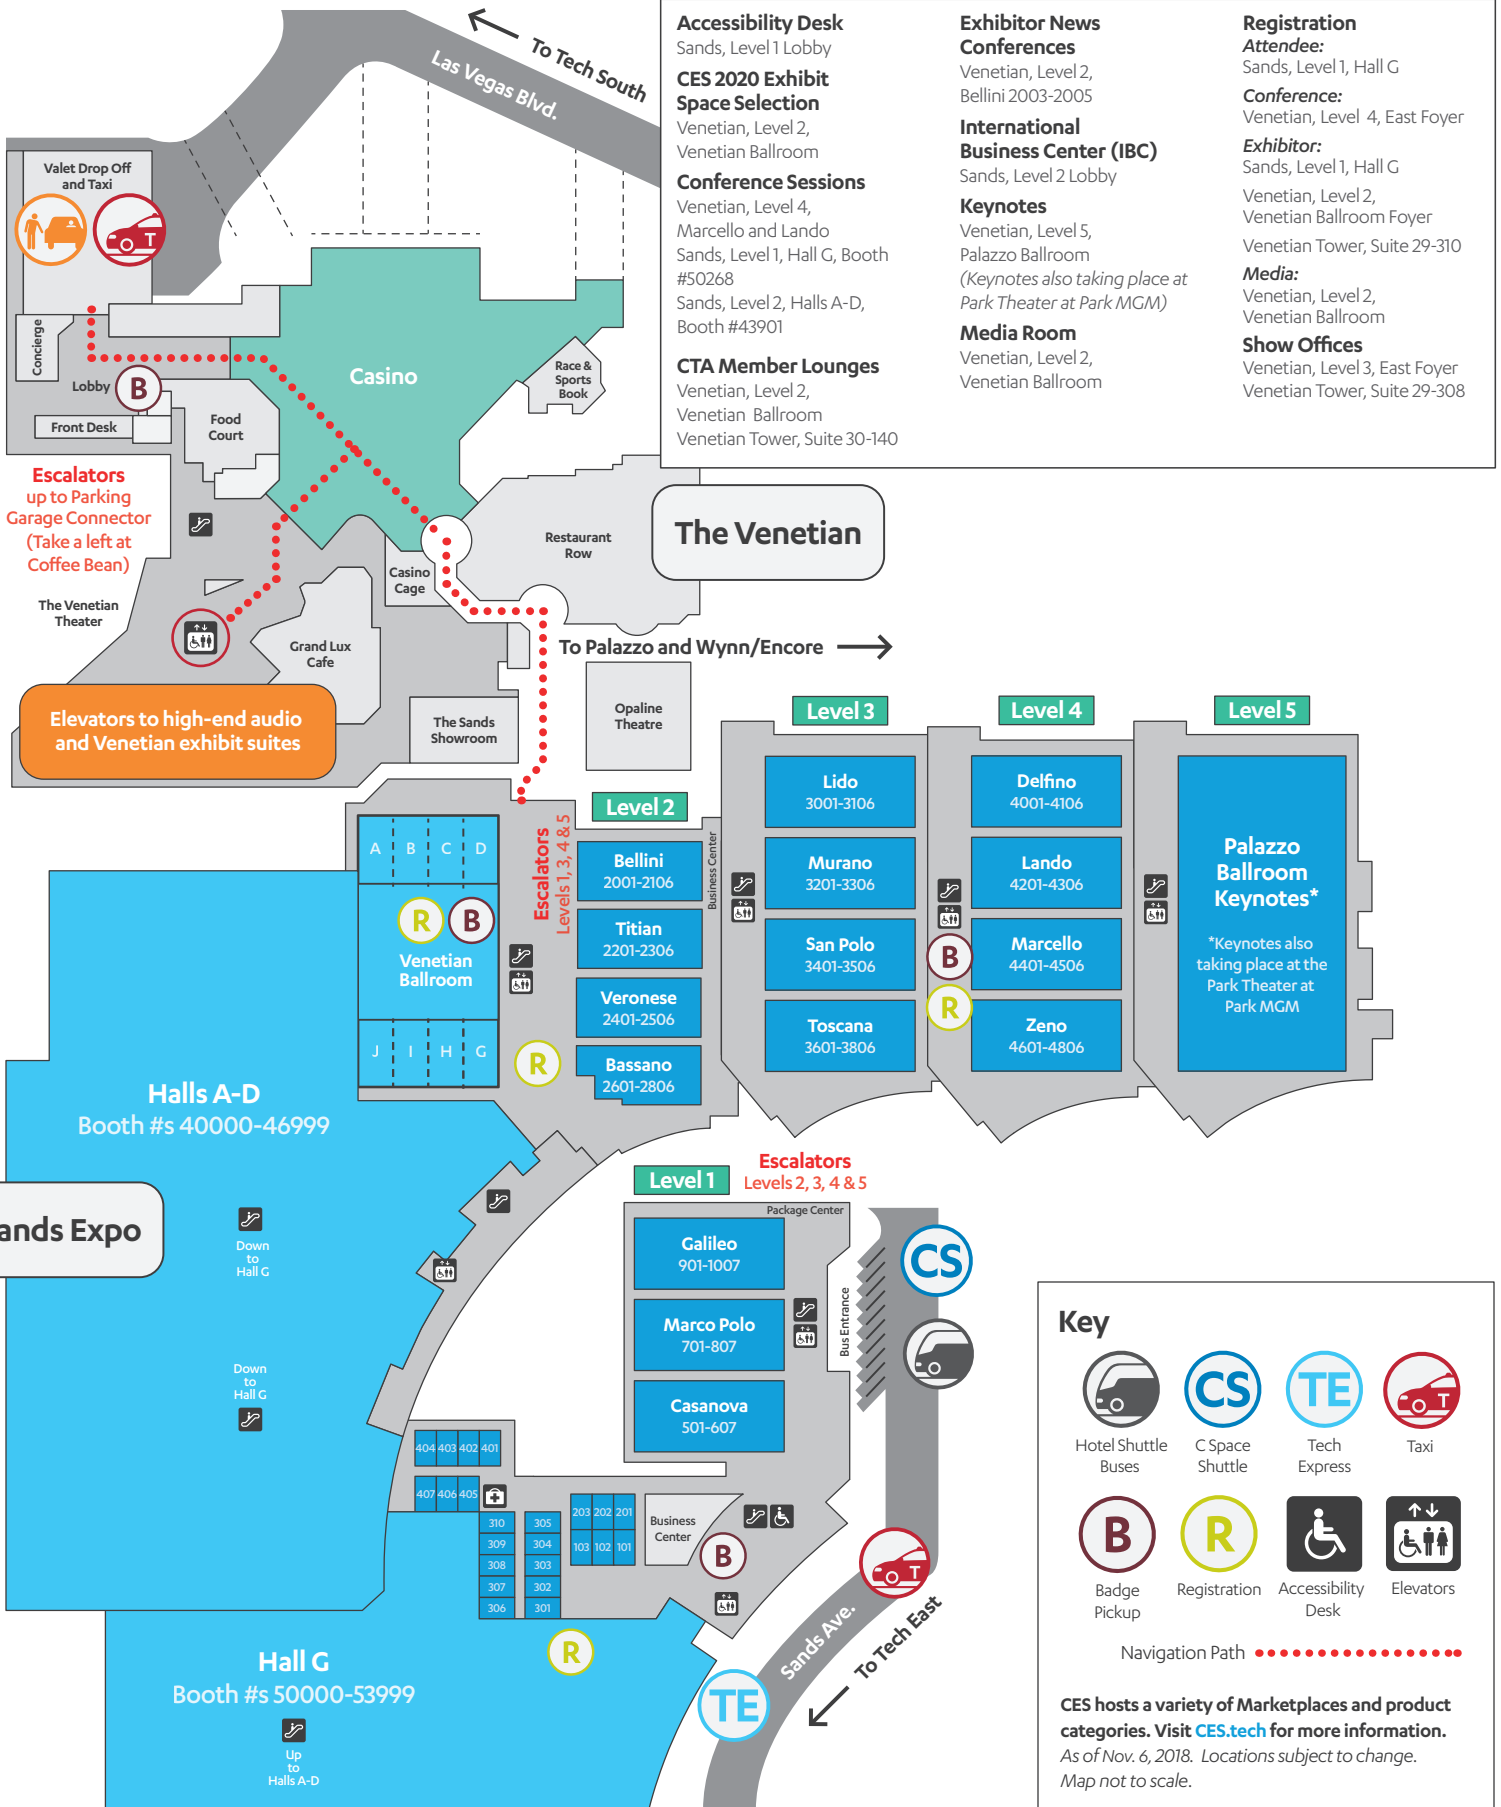 To Tech South
Las Vegas Blvd.
Accessibility Desk
Sands, Level 1 Lobby
CES 2020 Exhibit
Space Selection
Venetian, Level 2,
Venetian Ballroom
Conference Sessions
Venetian, Level 4,
Marcello and Lando
Sands, Level 1, Hall G, Booth
#50268
Sands, Level 2, Halls A-D,
Booth #43901
CTA Member Lounges
Venetian, Level 2,
Venetian Ballroom
Venetian Tower, Suite 30-140
Exhibitor News
Conferences
Venetian, Level 2,
Bellini 2003-2005
International
Business Center (IBC)
Sands, Level 2 Lobby
Keynotes
Venetian, Level 5,
Palazzo Ballroom
(Keynotes also taking place at
Park Theater at Park MGM)
Media Room
Venetian, Level 2,
Venetian Ballroom
Registration
Attendee:
Sands, Level 1, Hall G
Conference:
Venetian, Level 4, East Foyer
Exhibitor:
Sands, Level 1, Hall G
Venetian, Level 2,
Venetian Ballroom Foyer
Venetian Tower, Suite 29-310
Media:
Venetian, Level 2,
Venetian Ballroom
Show Offices
Venetian, Level 3, East Foyer
Venetian Tower, Suite 29-308
Valet Drop Off
and Taxi
T
Concierge
Lobby
B
Front Desk
Food
Court
Casino
Race &
Sports
Book
Escalators
up to Parking
Garage Connector
(Take a left at
Coffee Bean)
The Venetian
Theater
Casino
Cage
Restaurant
Row
The Venetian
Grand Lux
Cafe
To Palazzo and Wynn/Encore
Elevators to high-end audio
and Venetian exhibit suites
The Sands
Showroom
Opaline
Theatre
Level 2
Level 3
Level 4
Level 5
A
B
C
D
R
B
Venetian
Ballroom
J
I
H
G
Escalators
Levels 1, 3, 4 & 5
R
Bellini
2001-2106
Titian
2201-2306
Veronese
2401-2506
Bassano
2601-2806
Business Center
Lido
3001-3106
Murano
3201-3306
San Polo
3401-3506
Toscana
3601-3806
B
R
Delfino
4001-4106
Lando
4201-4306
Marcello
4401-4506
Zeno
4601-4806
Palazzo
Ballroom
Keynotes*
*Keynotes also
taking place at the
Park Theater at
Park MGM
Halls A-D
Booth #s 40000-46999
ands Expo
Down
to
Hall G
Down
to
Hall G
Level 1
Escalators
Levels 2, 3, 4 & 5
Package Center
Galileo
901-1007
Marco Polo
701-807
Casanova
501-607
Bus Entrance
CS
404
403
402
401
407
406
405
310
309
308
307
306
305
304
303
302
301
203
202
201
103
102
101
Business
Center
B
R
T
Sands Ave.
To Tech East
TE
Hall G
Booth #s 50000-53999
Up
to
Halls A-D
Key
Hotel Shuttle
Buses
CS
C Space
Shuttle
TE
Tech
Express
T
Taxi
B
Badge
Pickup
R
Registration
Accessibility
Desk
Elevators
Navigation Path
CES hosts a variety of Marketplaces and product
categories. Visit CES.tech for more information.
As of Nov. 6, 2018. Locations subject to change.
Map not to scale.